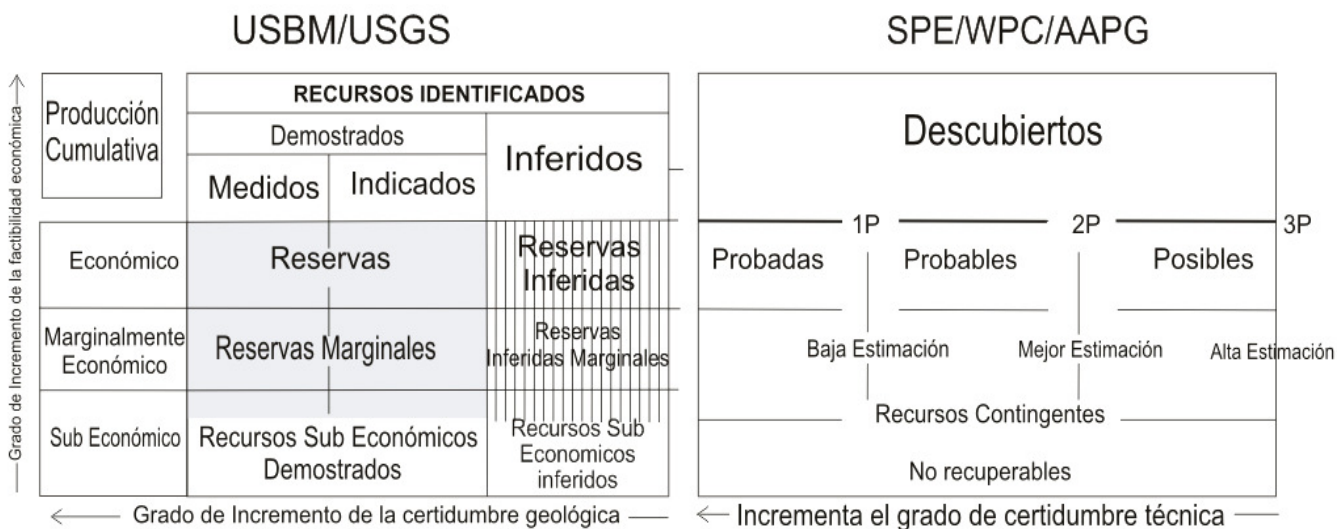 USBM/USGS
SPE/WPC/AAPG
Grado de Incremento de la factibilidad económica
Producción
Cumulativa
RECURSOS IDENTIFICADOS
Demostrados
Inferidos
Medidos
Indicados
Económico
Reservas
Reservas
Inferidas
Marginalmente
Económico
Reservas Marginales
Reservas
Inferidas Marginales
Sub Económico
Recursos Sub Económicos
Demostrados
Recursos Sub
Economicos
inferidos
Grado de Incremento de la certidumbre geológica
Descubiertos
1P
2P
3P
Probadas
Probables
Posibles
Baja Estimación
Mejor Estimación
Alta Estimación
Recursos Contingentes
No recuperables
Incrementa el grado de certidumbre técnica